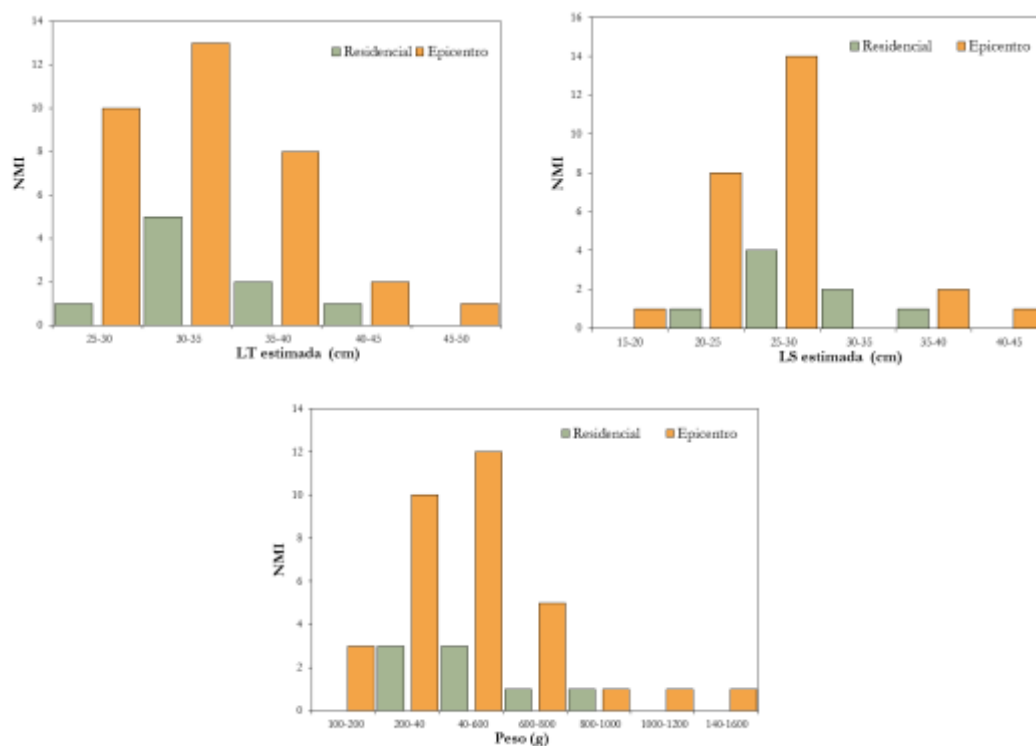 14
12
10
8
6
4
2
0
NMI
Residencial Epicentro
25-30 30-35 35-40 40-45 45-50
LT estimada (cm)
16
14
12
10
8
6
4
2
0
NMI
Residencial Epicentro
15-20 20-25 25-30 30-35 35-40 40-45
LS estimada (cm)
14
12
10
8
6
4
2
0
NMI
Residencial Epicentro
100-200 200-40 40-600 600-800 800-1000 1000-1200 140-1600
Peso (g)